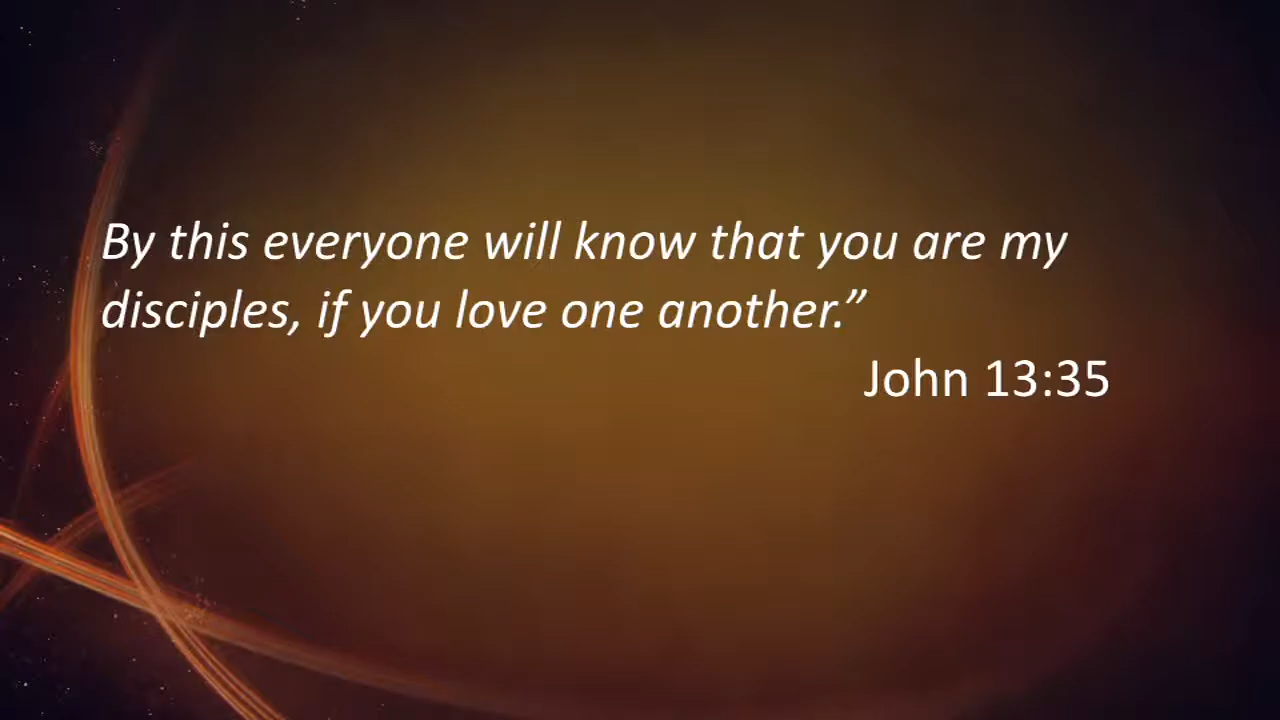 By this everyone will know that you are my
disciples, if you love one another.”
John 13:35